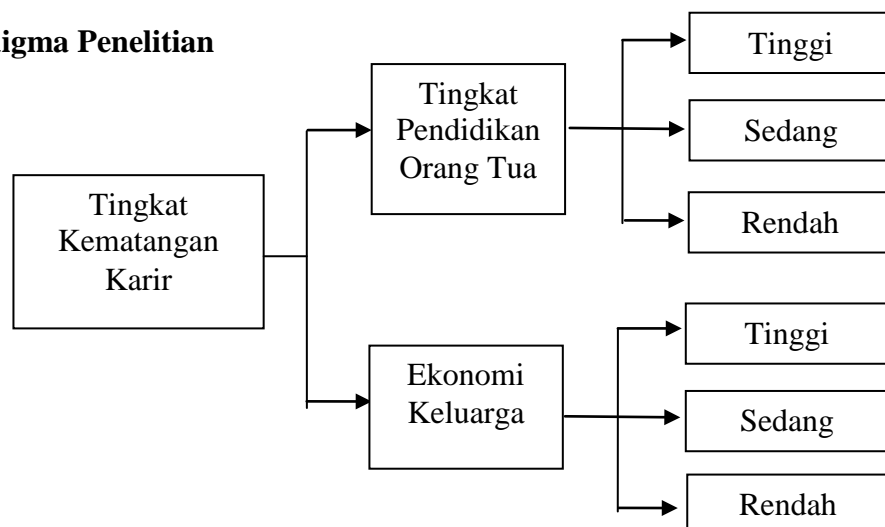 igma Penelitian
Tingkat
Kematangan
Karir
Tingkat
Pendidikan
Orang Tua
Tinggi
Sedang
Rendah
Ekonomi
Keluarga
Tinggi
Sedang
Rendah